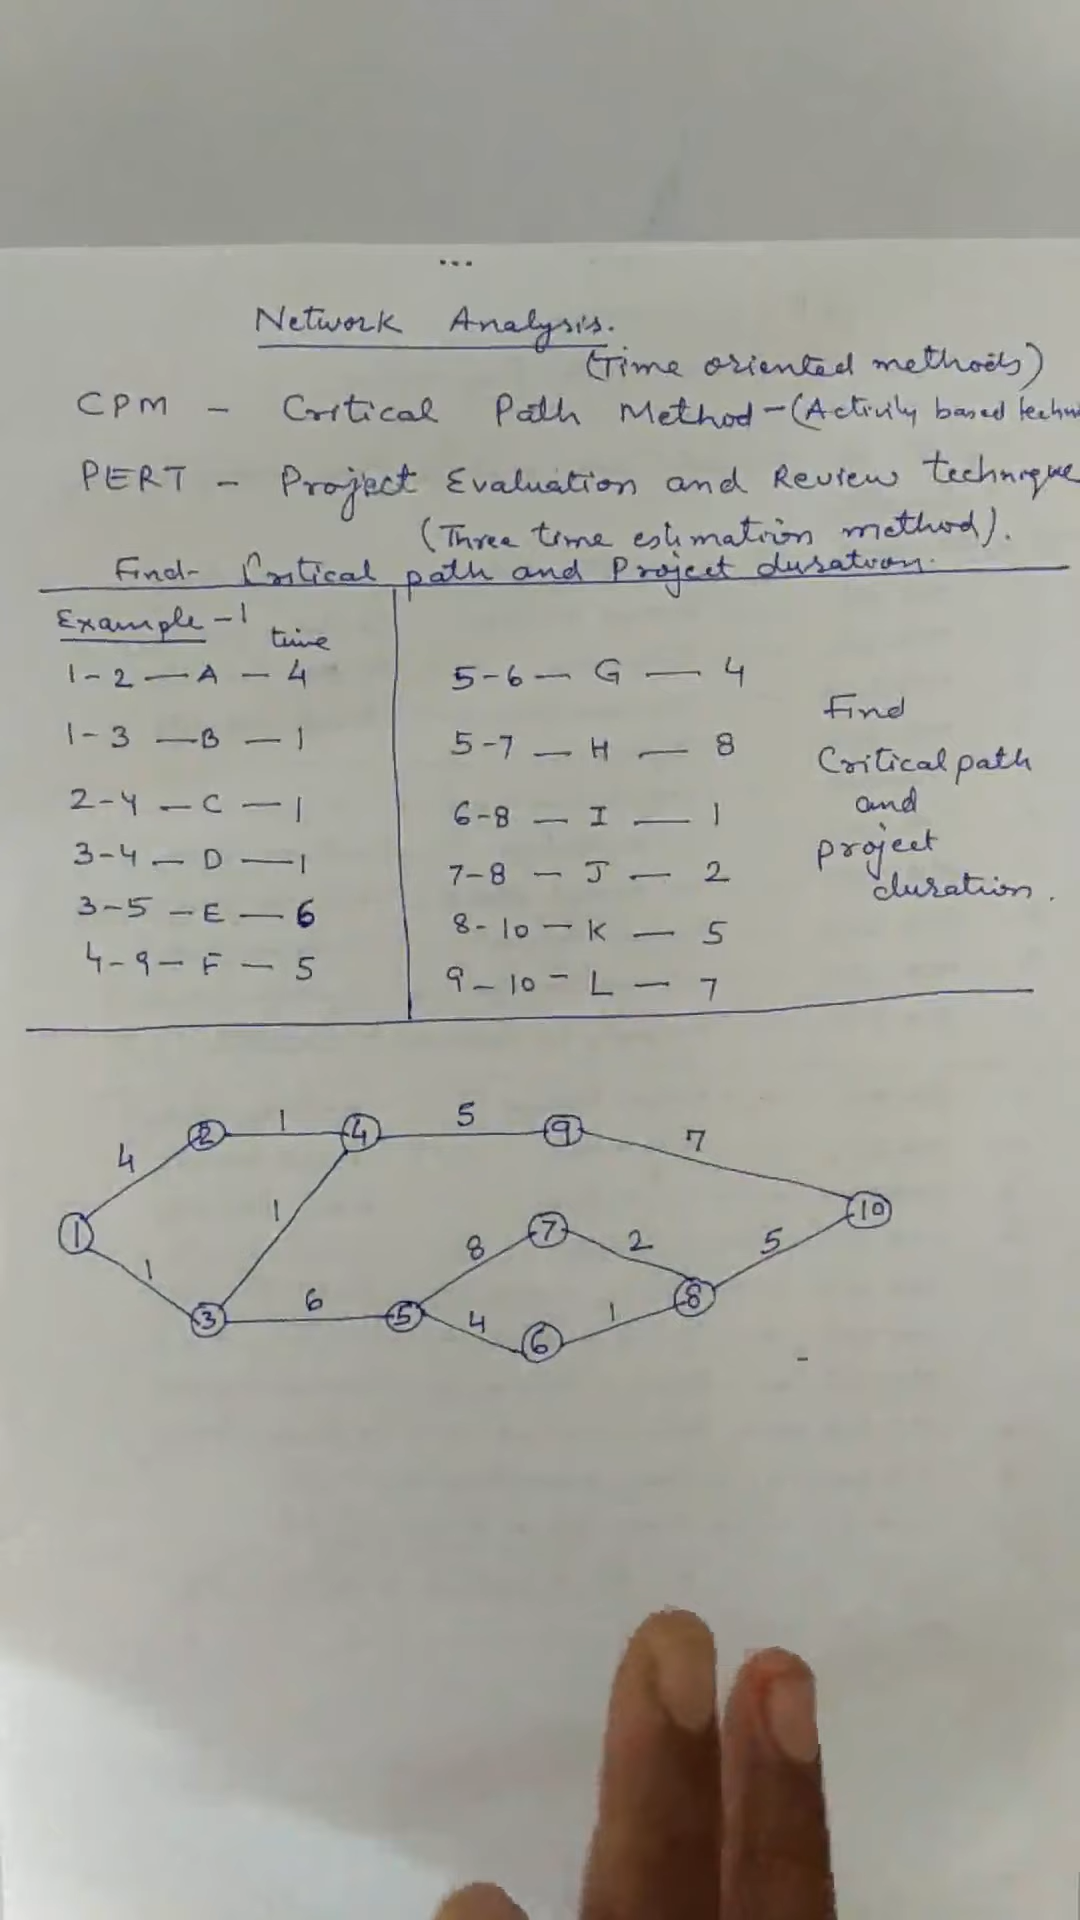 ...
Network Analysis.
(Time oriented methods)
CPM - Critical Path Method - (Activity based
PERT - Project Evaluation and Review technique
(Three time estimation method).
Find- Critical path and Project duration.
Example-1
time
1-2 — A — 4
1-3 — B — 1
2-4 — C — 1
3-4 — D — 1
3-5 — E — 6
4-9 — F — 5
5-6 — G — 4
5-7 — H — 8
6-8 — I — 1
7-8 — J — 2
8-10 — K — 5
9-10 — L — 7
Find
Critical path
and
project
duration.
2 1 4 5 9 7
4
1 1 10
7
8 2 5
1
3 6 5 4 6 1 8